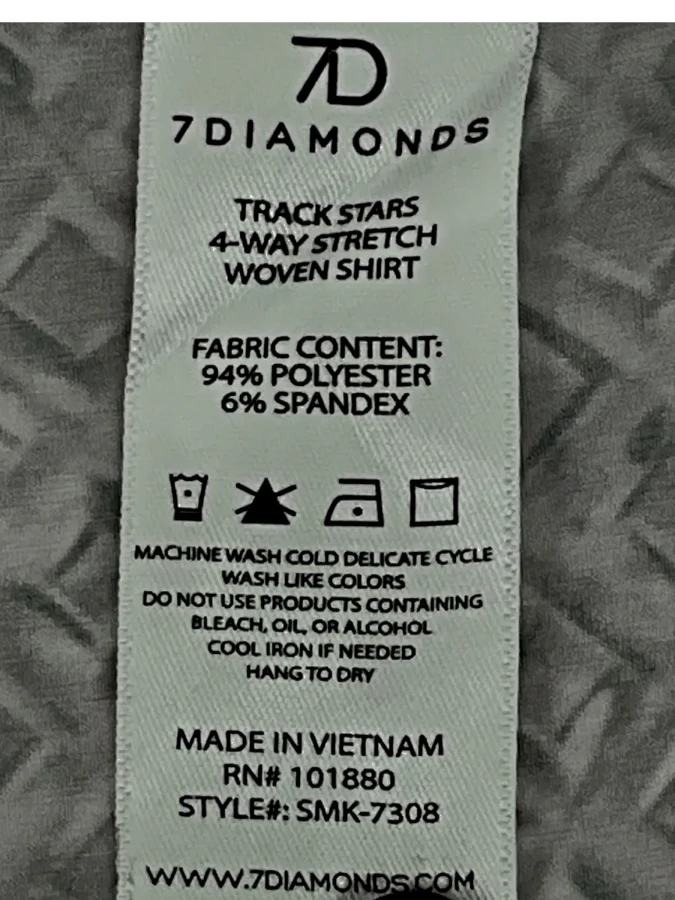 7D
7DIAMONDS
TRACK STARS
4-WAY STRETCH
WOVEN SHIRT
FABRIC CONTENT:
94% POLYESTER
6% SPANDEX
MACHINE WASH COLD DELICATE CYCLE
WASH LIKE COLORS
DO NOT USE PRODUCTS CONTAINING
BLEACH, OIL, OR ALCOHOL
COOL IRON IF NEEDED
HANG TO DRY
MADE IN VIETNAM
RN# 101880
STYLE#: SMK-7308
WWW.7DIAMONDS.COM